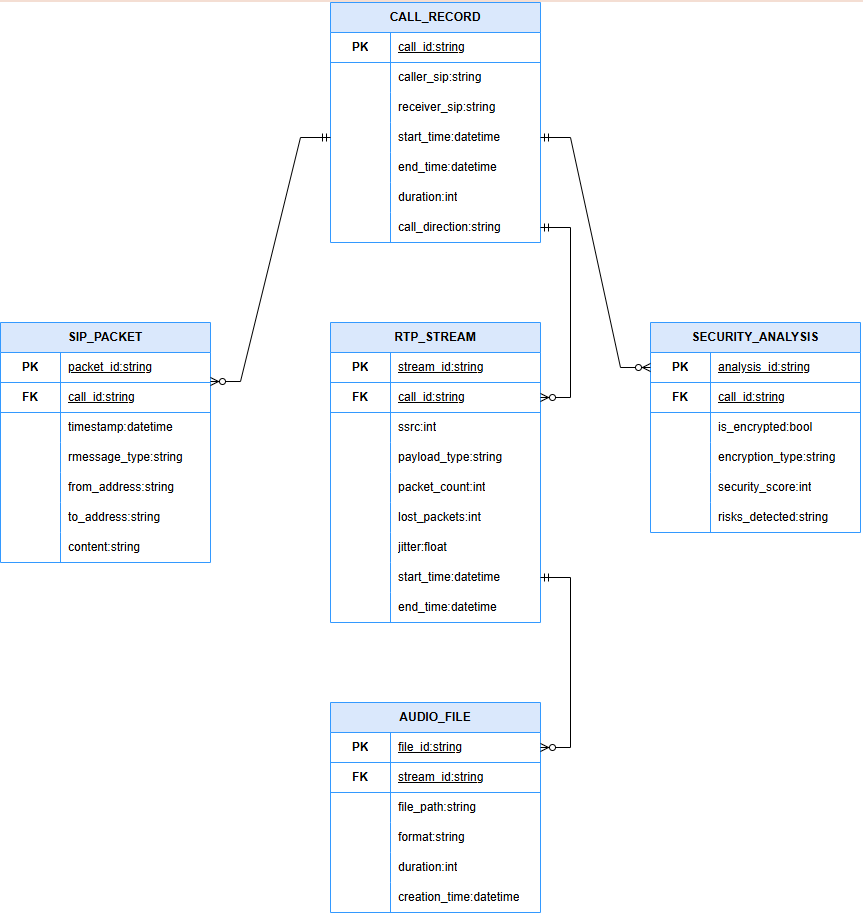 CALL_RECORD
PK call_id:string
caller_sip:string
receiver_sip:string
start_time:datetime
end_time:datetime
duration:int
call_direction:string
SIP_PACKET
PK packet_id:string
FK call_id:string
timestamp:datetime
rmessage_type:string
from_address:string
to_address:string
content:string
RTP_STREAM
PK stream_id:string
FK call_id:string
ssrc:int
payload_type:string
packet_count:int
lost_packets:int
jitter:float
start_time:datetime
end_time:datetime
SECURITY_ANALYSIS
PK analysis_id:string
FK call_id:string
is_encrypted:bool
encryption_type:string
security_score:int
risks_detected:string
AUDIO_FILE
PK file_id:string
FK stream_id:string
file_path:string
format:string
duration:int
creation_time:datetime